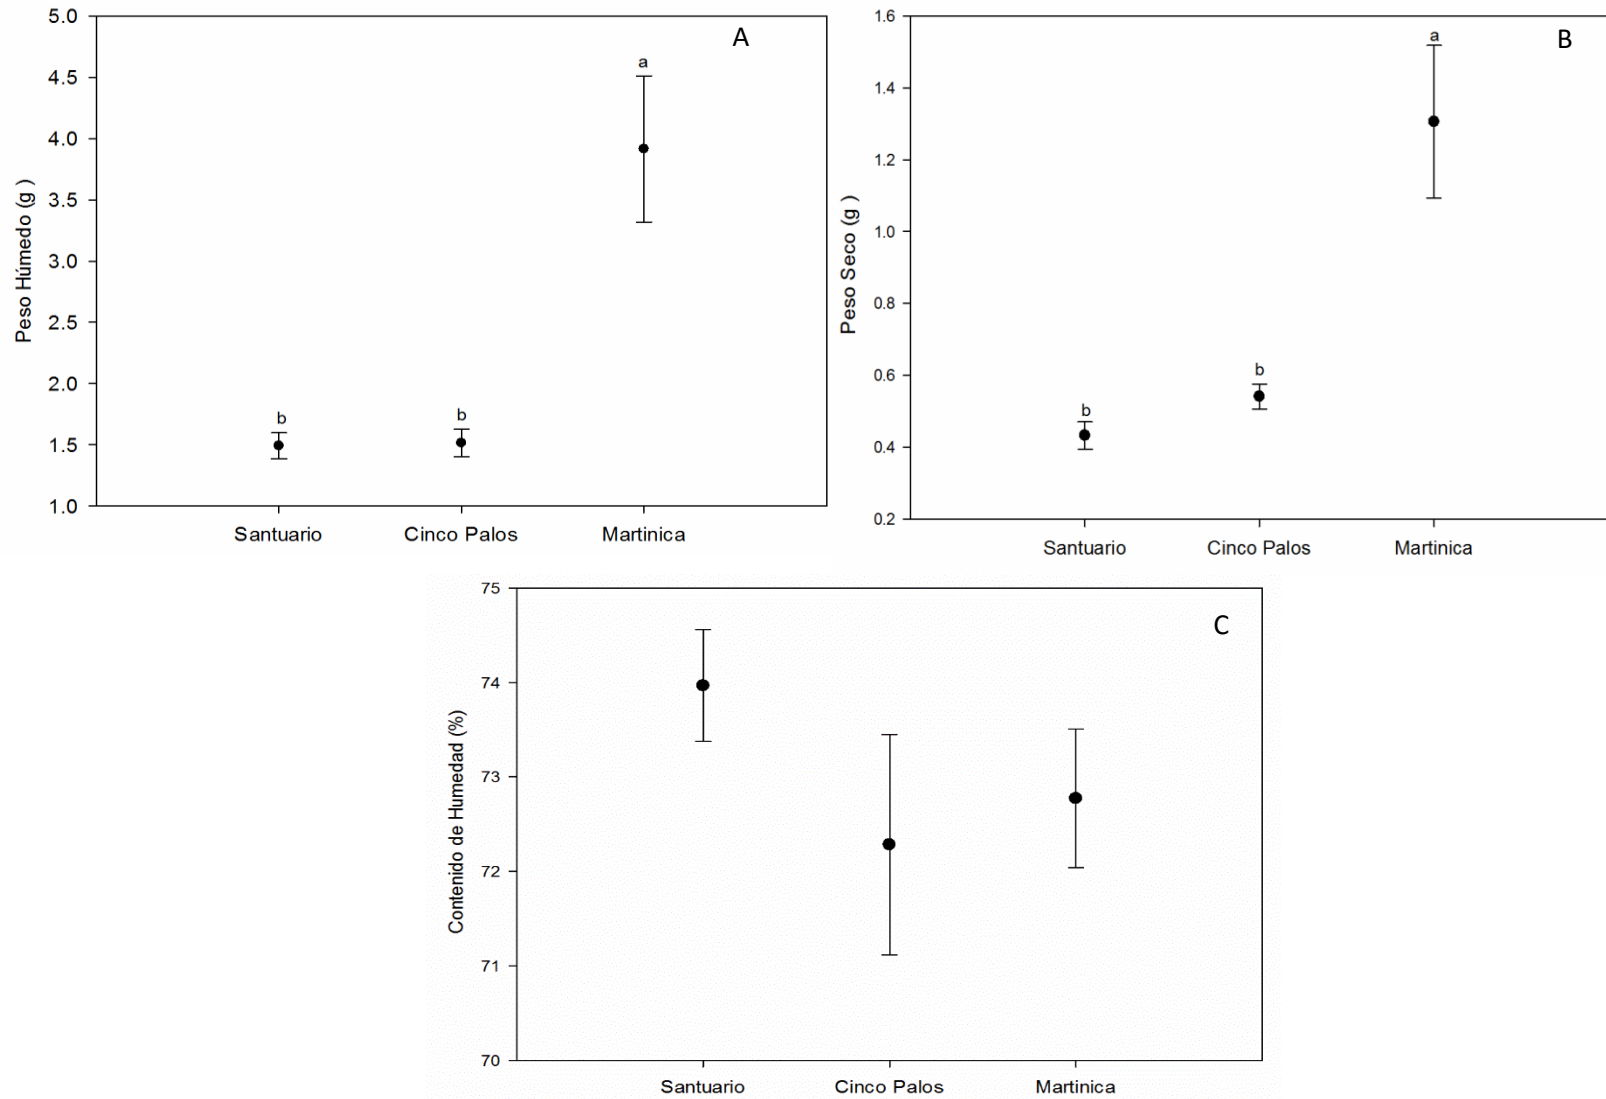 A
Peso Húmedo (g )
5.0
4.5
4.0
3.5
3.0
2.5
2.0
1.5
1.0
b
b
a
Santuario
Cinco Palos
Martinica
B
Peso Seco (g )
1.6
1.4
1.2
1.0
0.8
0.6
0.4
0.2
b
b
a
Santuario
Cinco Palos
Martinica
C
Contenido de Humedad (%)
75
74
73
72
71
70
Santuario
Cinco Palos
Martinica